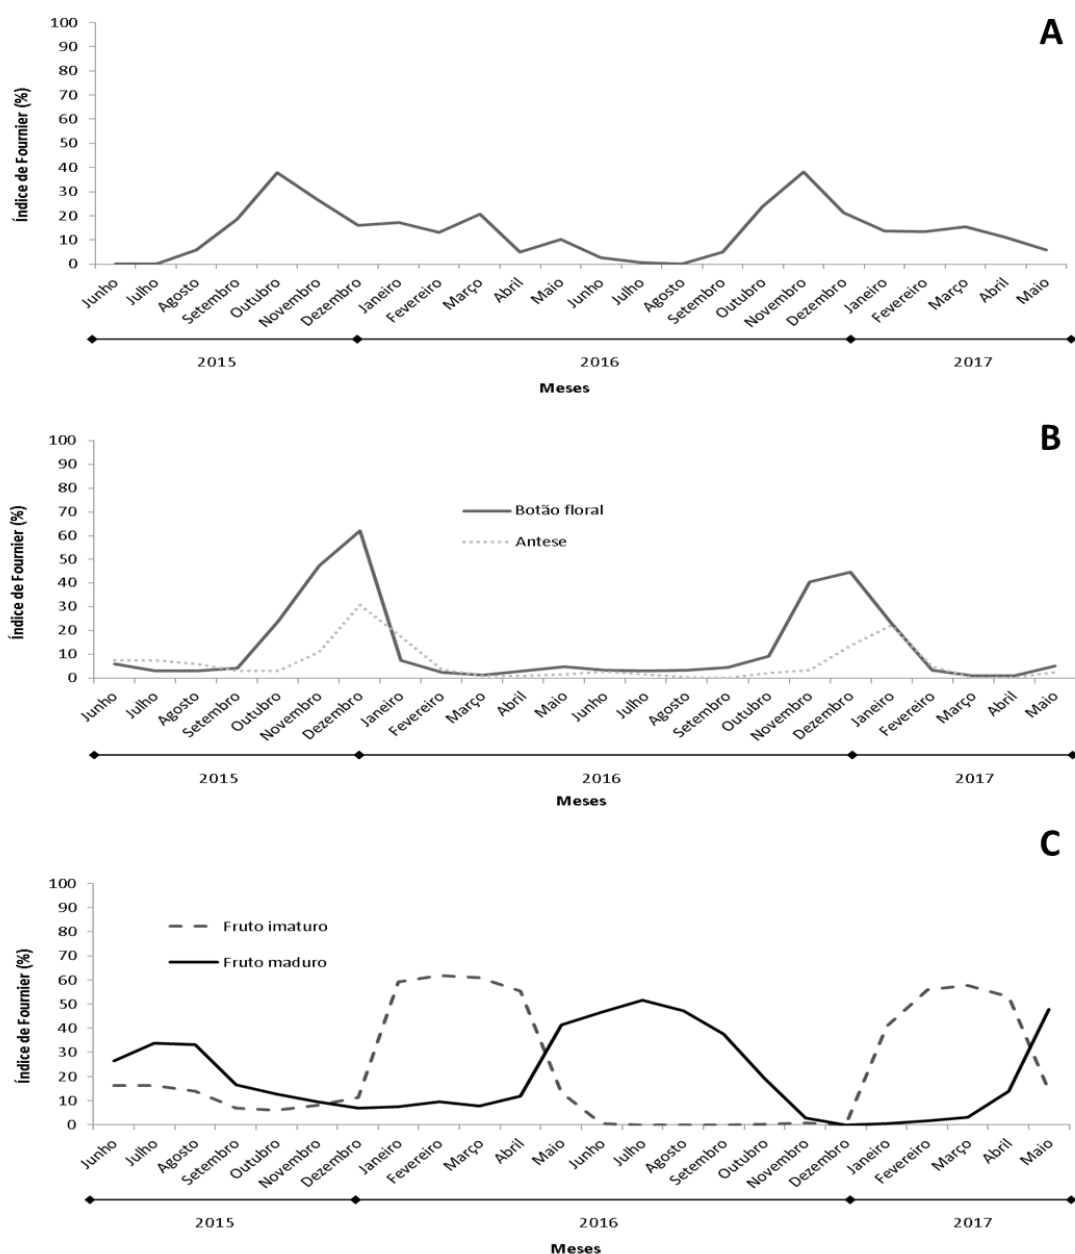 A
Índice de Fournier (%)
100
90
80
70
60
50
40
30
20
10
0
Junho Julho Agosto Setembro Outubro Novembro Dezembro Janeiro Fevereiro Março Abril Maio Junho Julho Agosto Setembro Outubro Novembro Dezembro Janeiro Fevereiro Março Abril Maio
2015 2016 2017
Meses
B
Índice de Fournier (%)
100
90
80
70
60
50
40
30
20
10
0
Botão floral
Antese
Junho Julho Agosto Setembro Outubro Novembro Dezembro Janeiro Fevereiro Março Abril Maio Junho Julho Agosto Setembro Outubro Novembro Dezembro Janeiro Fevereiro Março Abril Maio
2015 2016 2017
Meses
C
Índice de Fournier (%)
100
90
80
70
60
50
40
30
20
10
0
Fruto imaturo
Fruto maduro
Junho Julho Agosto Setembro Outubro Novembro Dezembro Janeiro Fevereiro Março Abril Maio Junho Julho Agosto Setembro Outubro Novembro Dezembro Janeiro Fevereiro Março Abril Maio
2015 2016 2017
Meses